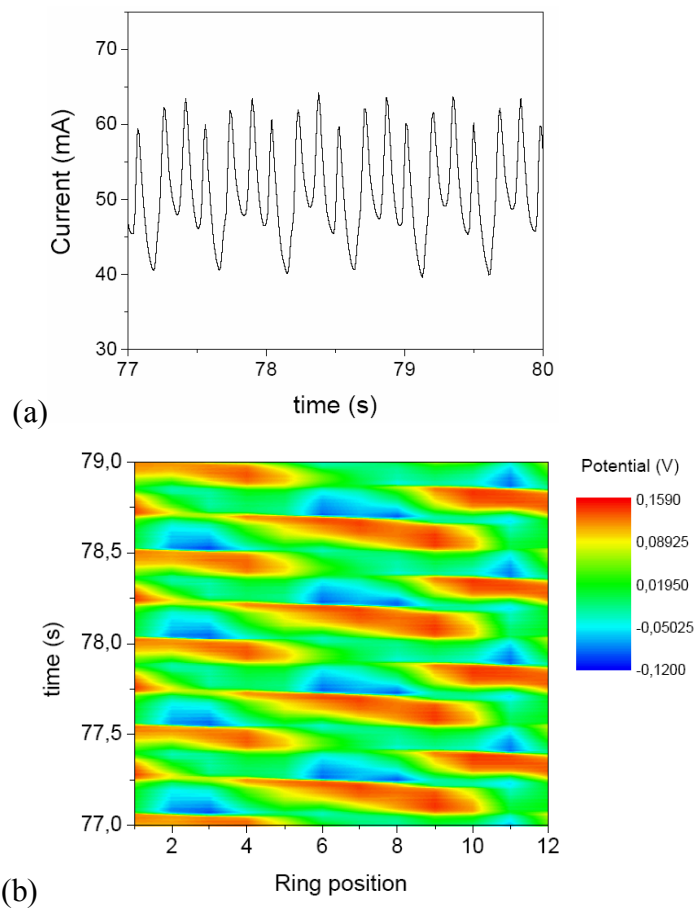 70
60
50
40
30
Current (mA)
77 78 79 80
time (s)
(a)
79,0
78,5
78,0
77,5
77,0
time (s)
2 4 6 8 10 12
Ring position
Potential (V)
0,1590
0,08925
0,01950
-0,05025
-0,1200
(b)